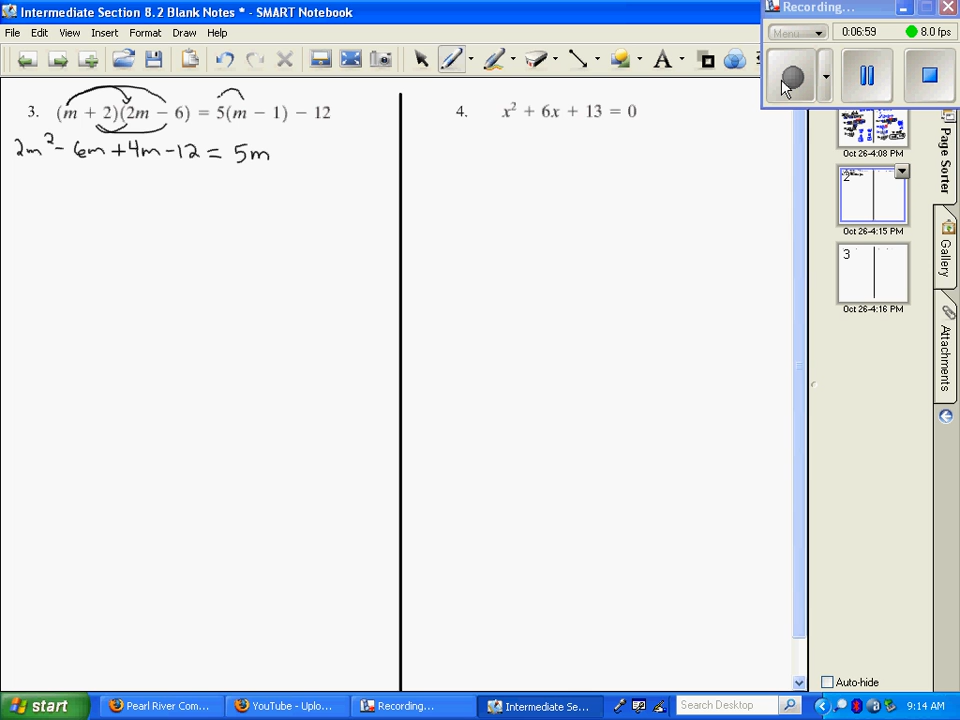 Intermediate Section 8.2 Blank Notes * - SMART Notebook
Recording...
File Edit View Insert Format Draw Help
Menu
0:06:59
8.0 fps
3. (m + 2)(2m − 6) = 5(m − 1) − 12
4. x² + 6x + 13 = 0
2m² - 6m + 4m - 12 = 5m
Oct 26-4:08 PM
2
Oct 26-4:15 PM
3
Oct 26-4:16 PM
Page Sorter
Gallery
Attachments
Auto-hide
start
Pearl River Com...
YouTube - Uplo...
Recording...
Intermediate Se...
Search Desktop
9:14 AM